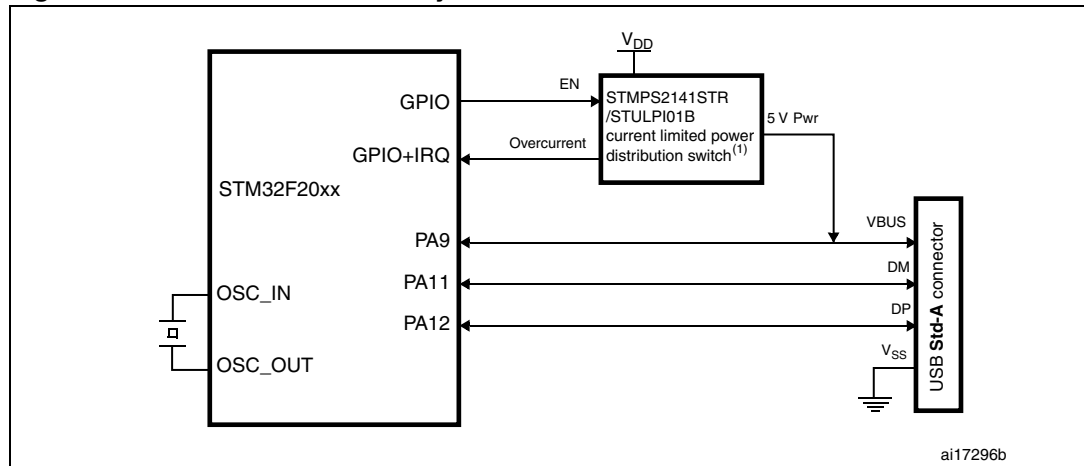 V_DD
EN
STMPS2141STR
/STULPI01B
current limited power
distribution switch(1)
5 V Pwr
GPIO
Overcurrent
GPIO+IRQ
STM32F20xx
VBUS
PA9
DM
PA11
OSC_IN
DP
PA12
V_SS
OSC_OUT
USB Std-A connector
ai17296b